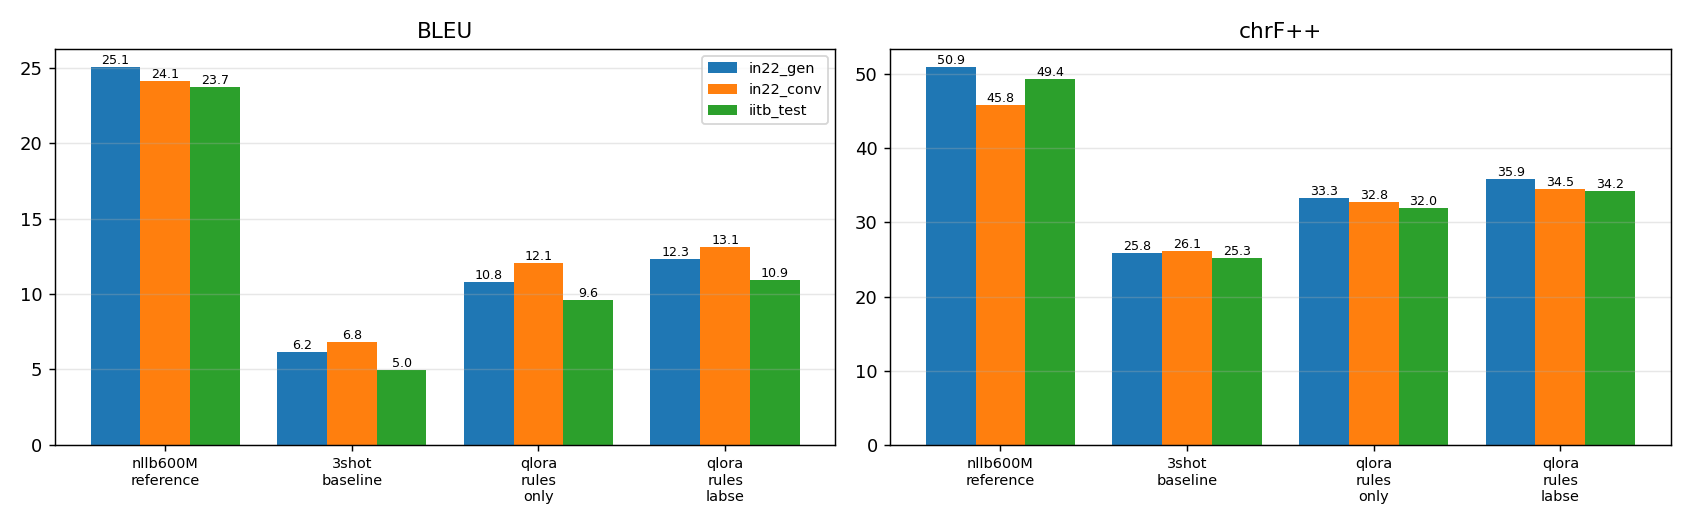 BLEU
25
20
15
10
5
0
25.1
24.1
23.7
6.2
6.8
5.0
10.8
12.1
9.6
12.3
13.1
10.9
in22_gen
in22_conv
iitb_test
nllb600M
reference
3shot
baseline
qlora
rules
only
qlora
rules
labse
chrF++
50
40
30
20
10
0
50.9
45.8
49.4
25.8
26.1
25.3
33.3
32.8
32.0
35.9
34.5
34.2
nllb600M
reference
3shot
baseline
qlora
rules
only
qlora
rules
labse